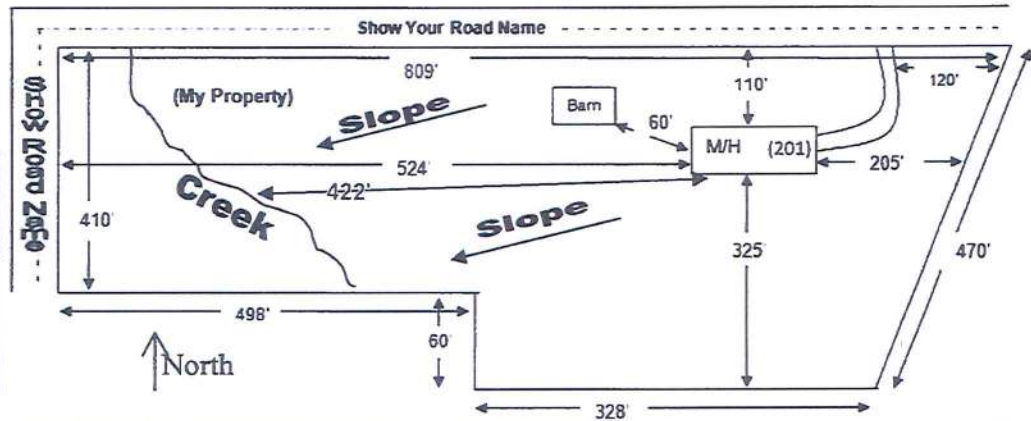 Show Your Road Name
809'
(My Property)
Slope
Barn
110'
120'
60'
M/H (201)
524'
205'
422'
Creek
Show Road Name
410'
Slope
325'
470'
498'
60'
North
328'